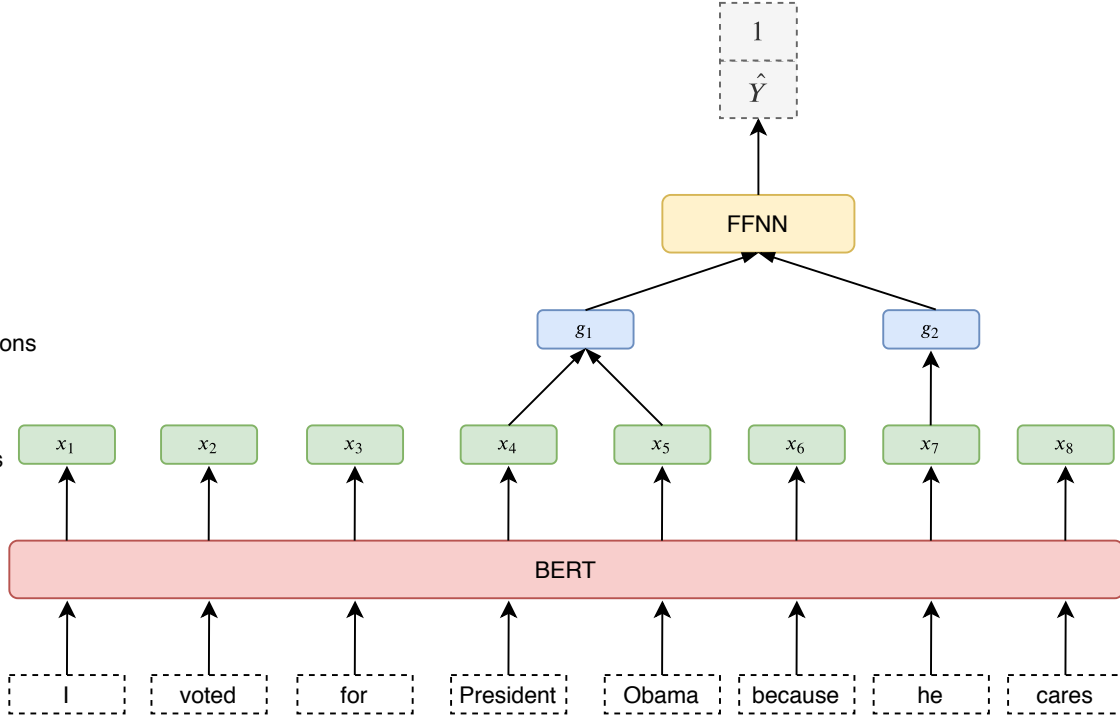 1
Ŷ
FFNN
g₁ g₂
ons
x₁ x₂ x₃ x₄ x₅ x₆ x₇ x₈
s
BERT
I voted for President Obama because he cares